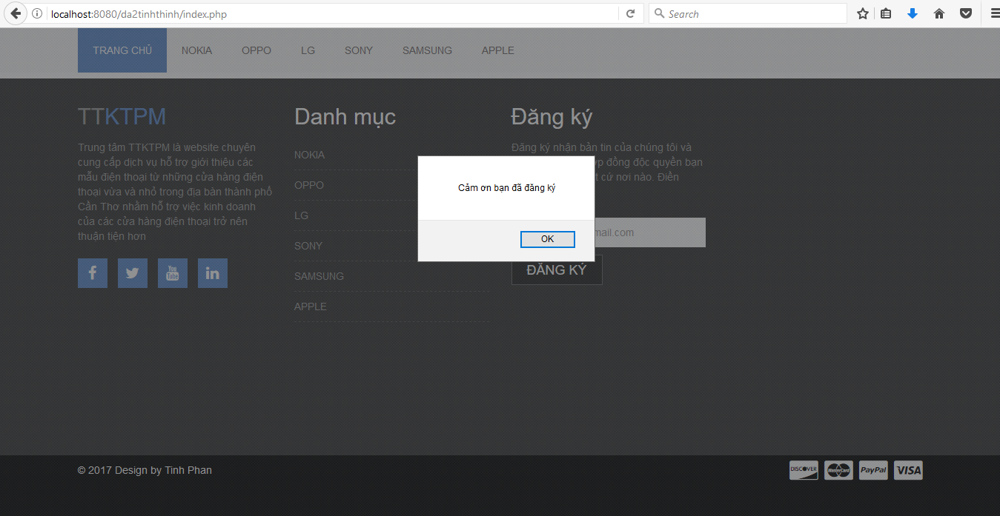 localhost:8080/da2tinhthinh/index.php
Search
TRANG CHỦ NOKIA OPPO LG SONY SAMSUNG APPLE
TTKTPM
Trung tâm TTKTPM là website chuyên
cung cấp dịch vụ hỗ trợ giới thiệu các
mẫu điện thoại từ những cửa hàng điện
thoại vừa và nhỏ trong địa bàn thành phố
Cần Thơ nhằm hỗ trợ việc kinh doanh
của các cửa hàng điện thoại trở nên
thuận tiện hơn
You
Tube
Danh mục
NOKIA
OPPO
LG
SONY
SAMSUNG
APPLE
Đăng ký
Đăng ký nhận bản tin của chúng tôi và
đồng độc quyền bạn
cứ nơi nào. Điền
mail.com
ĐĂNG KÝ
Cảm ơn bạn đã đăng ký
OK
© 2017 Design by Tinh Phan
DISCOVER MasterCard PayPal VISA